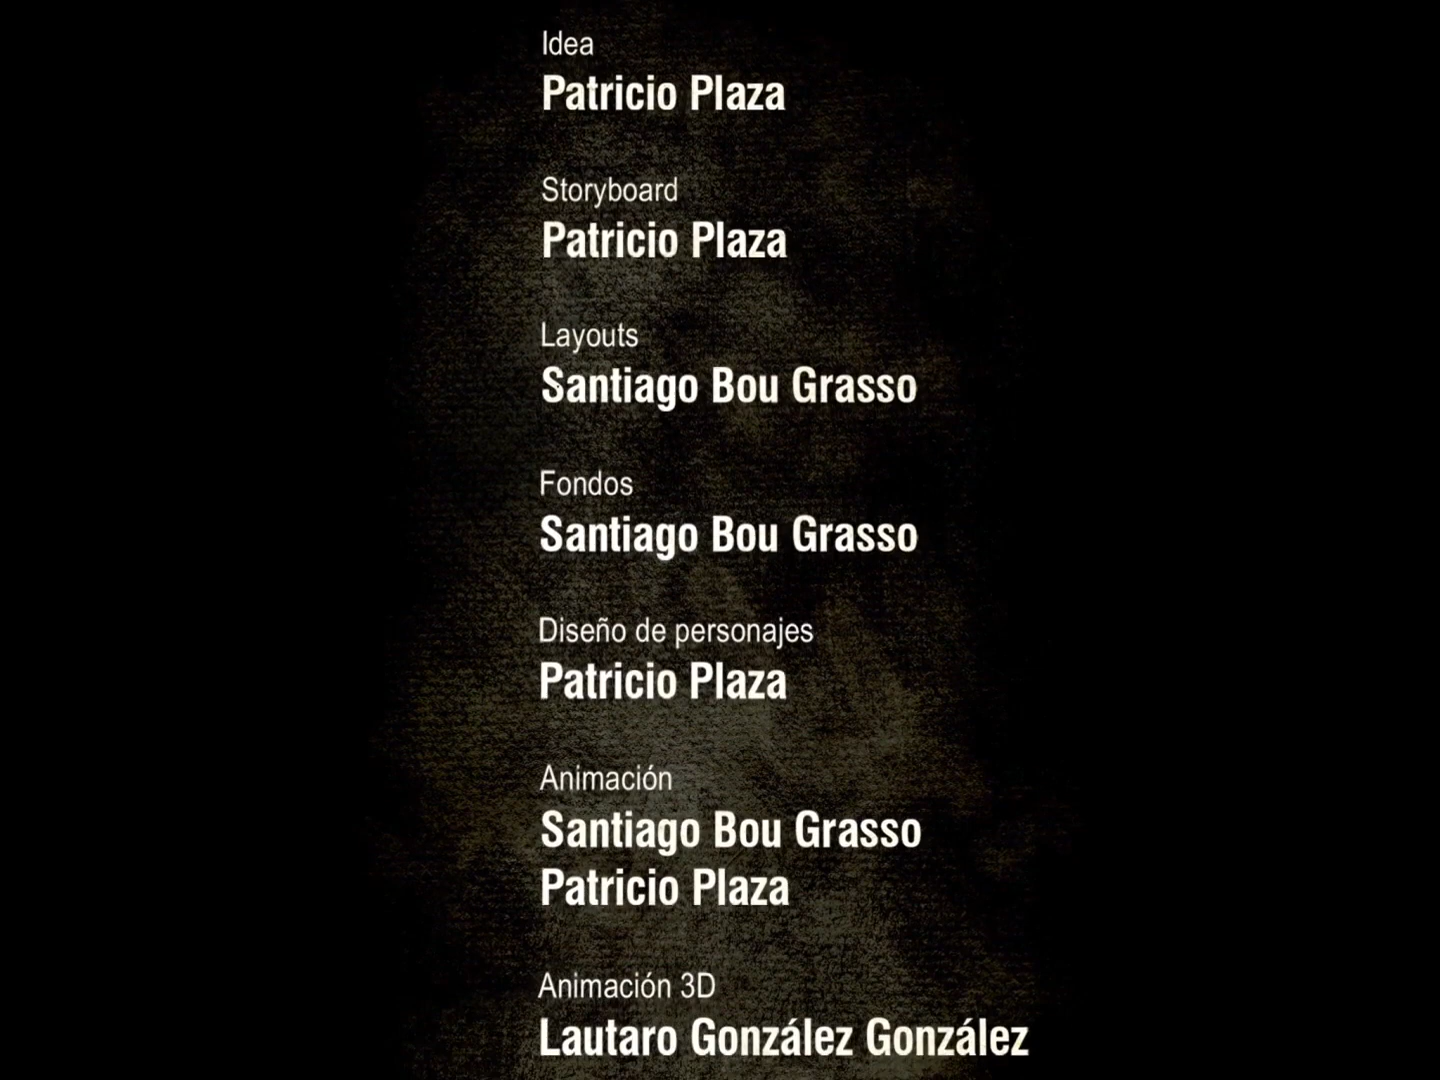 Idea
Patricio Plaza
Storyboard
Patricio Plaza
Layouts
Santiago Bou Grasso
Fondos
Santiago Bou Grasso
Diseño de personajes
Patricio Plaza
Animación
Santiago Bou Grasso
Patricio Plaza
Animación 3D
Lautaro González González